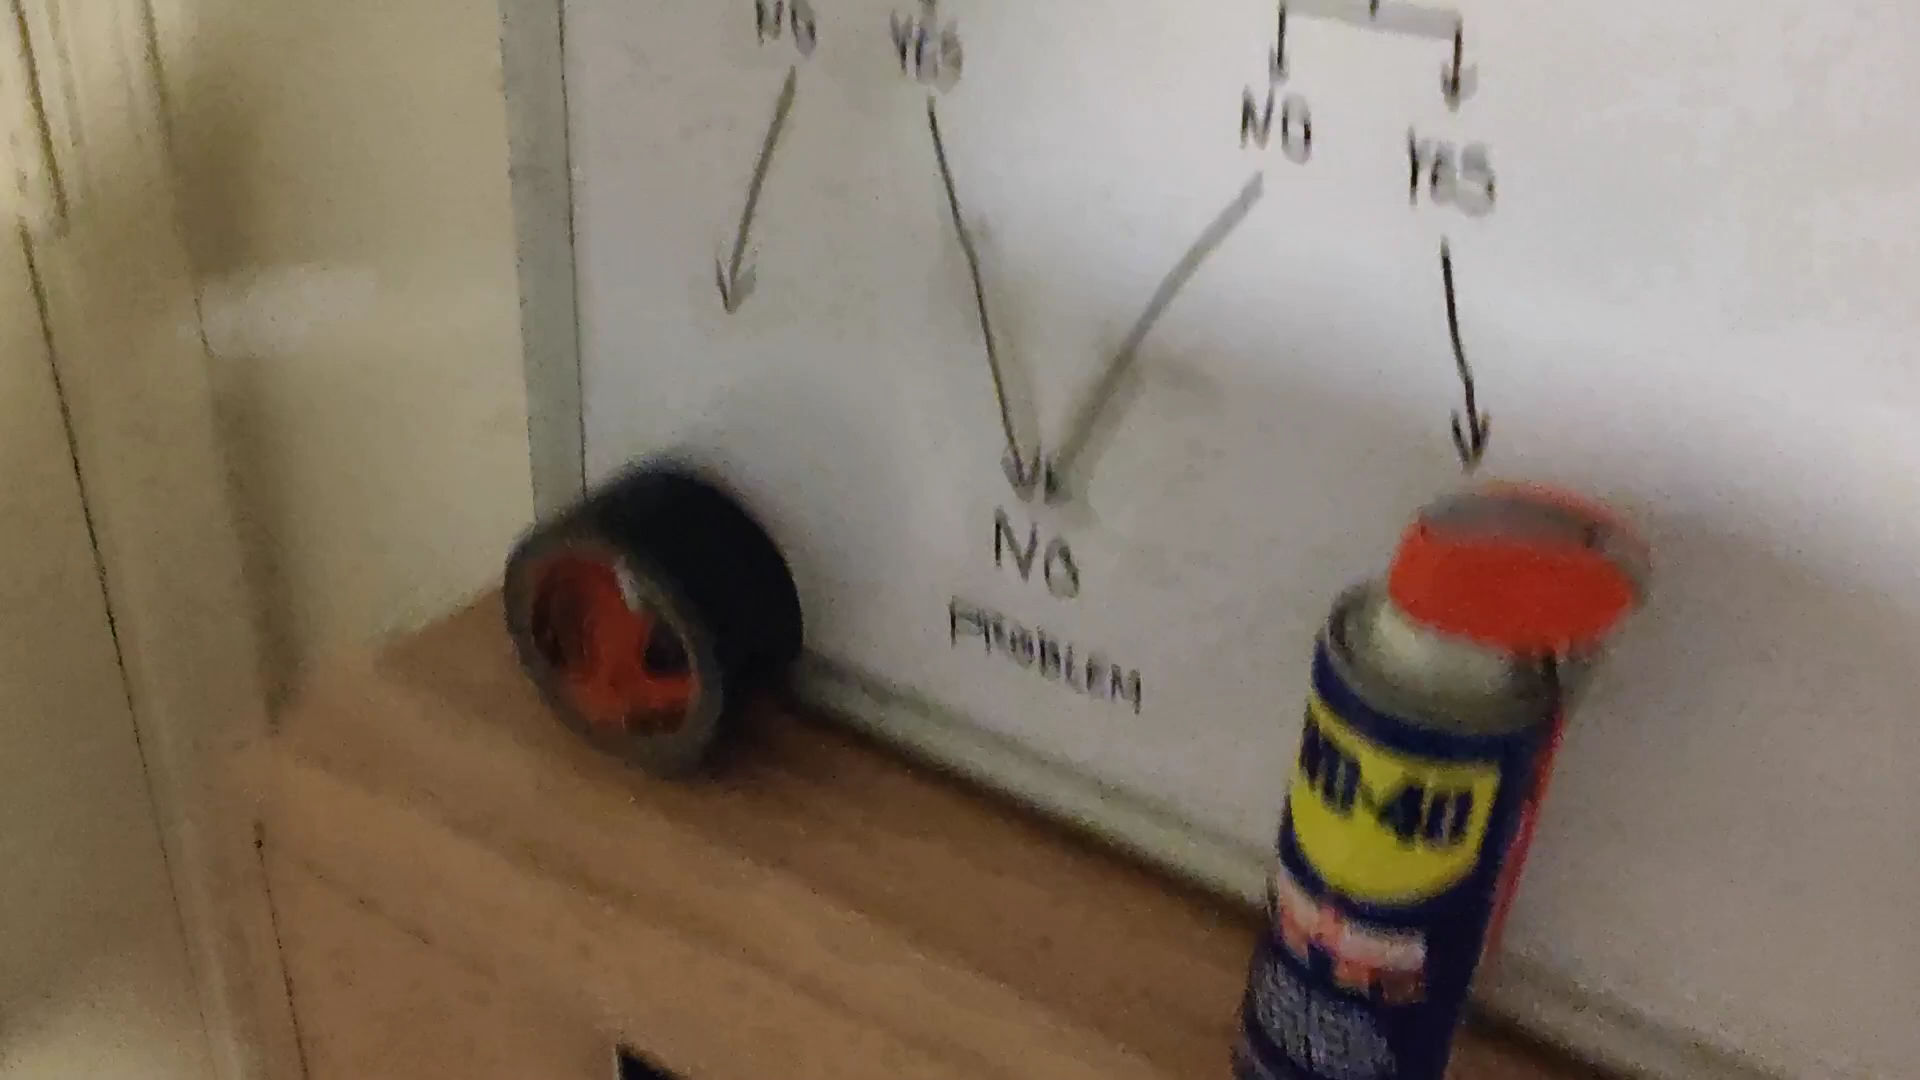 NO YES
NO YES
NO
PROBLEM
WD-40